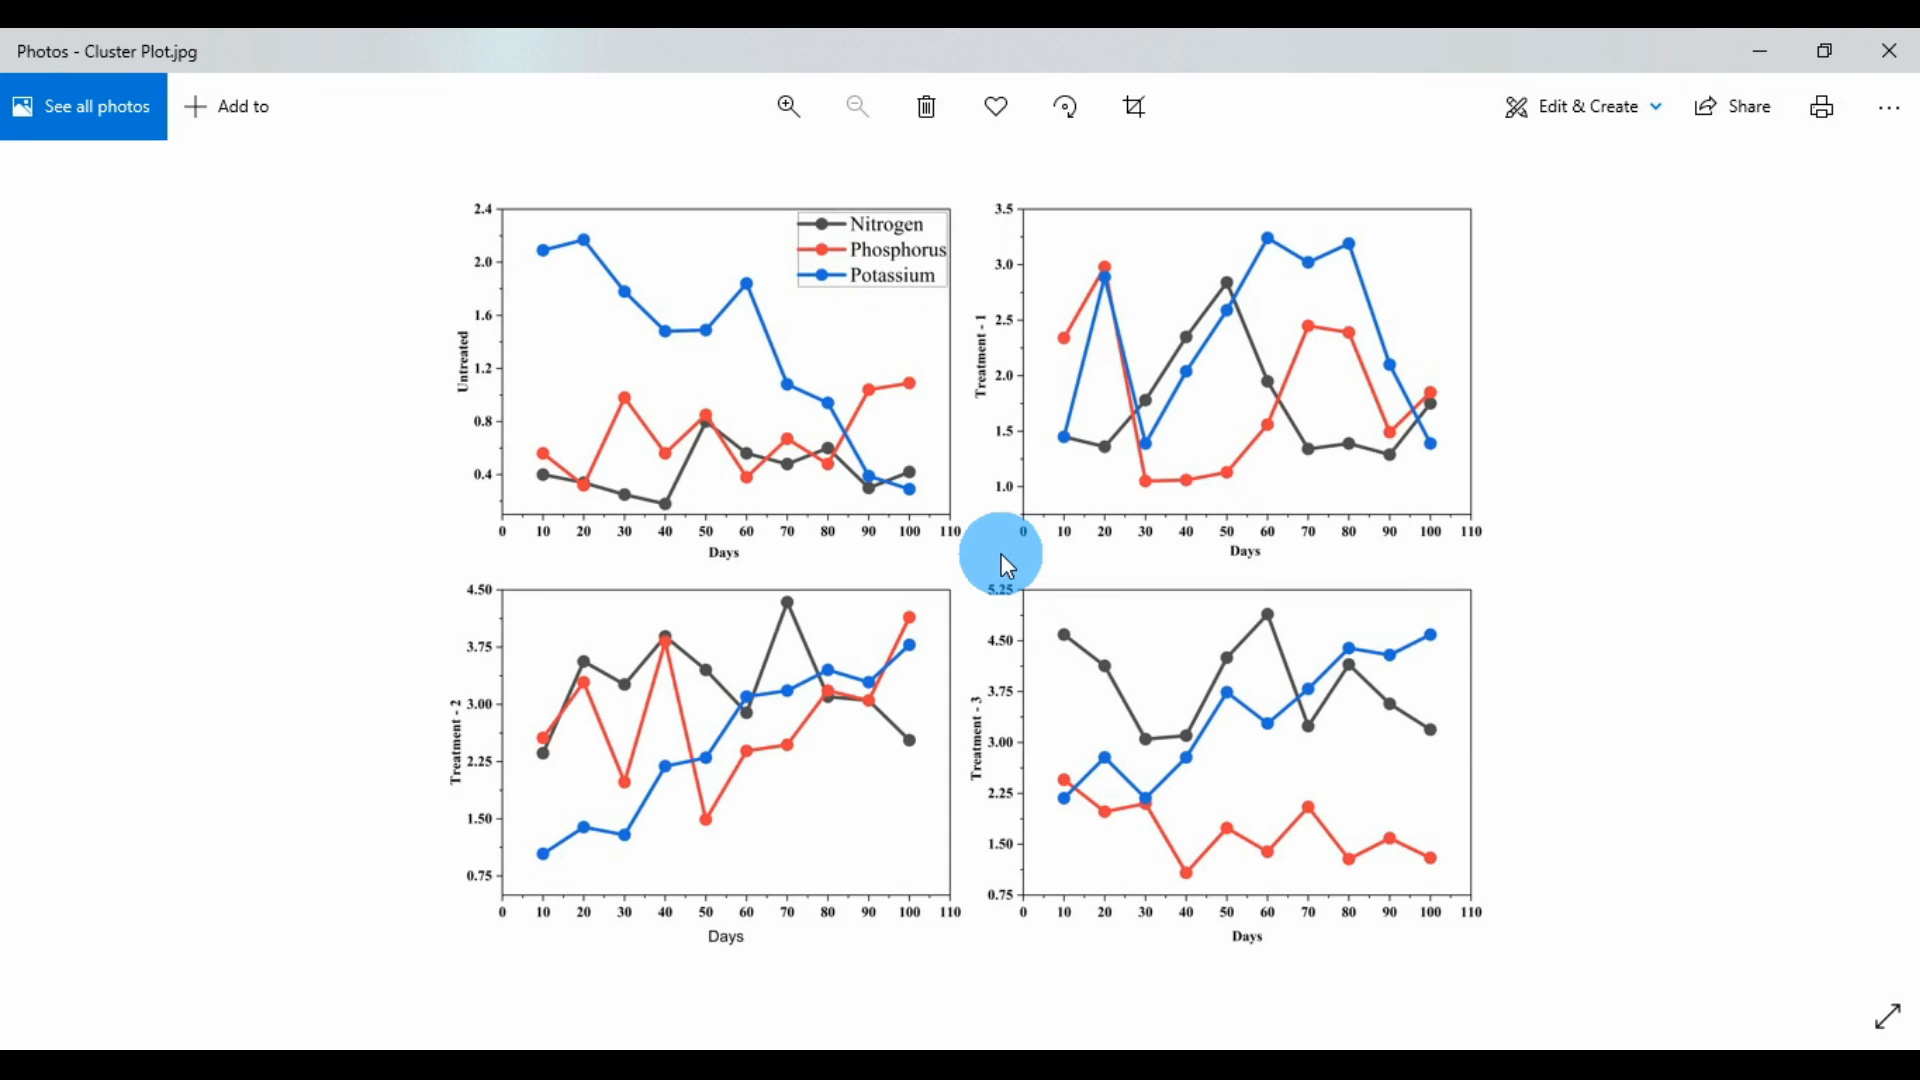 Photos - Cluster Plot.jpg
See all photos
Add to
Edit & Create
Share
2.4
2.0
1.6
1.2
0.8
0.4
Untreated
Nitrogen
Phosphorus
Potassium
0 10 20 30 40 50 60 70 80 90 100 110
Days
3.5
3.0
2.5
2.0
1.5
1.0
Treatment - 1
0 10 20 30 40 50 60 70 80 90 100 110
Days
4.50
3.75
3.00
2.25
1.50
0.75
Treatment - 2
0 10 20 30 40 50 60 70 80 90 100 110
Days
5.25
4.50
3.75
3.00
2.25
1.50
0.75
Treatment - 3
0 10 20 30 40 50 60 70 80 90 100 110
Days